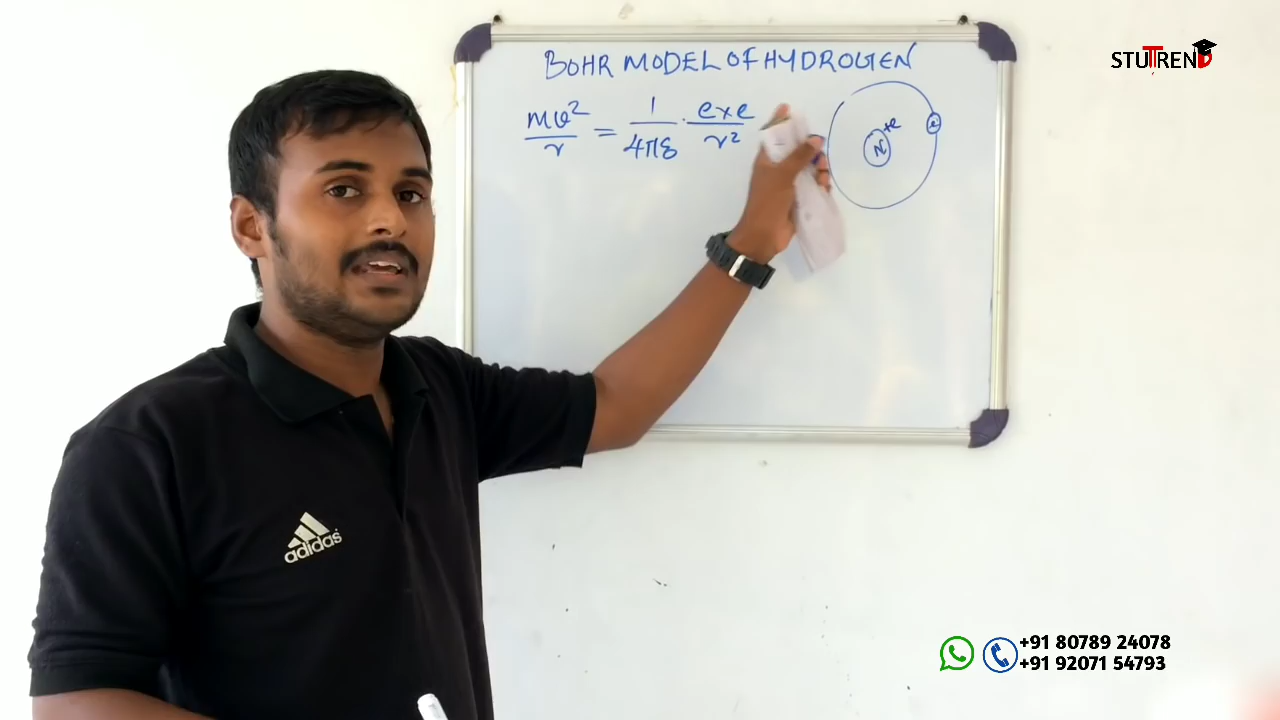 BOHR MODEL OF HYDROGEN
mv²/r = 1/4πε · e×e/r²
+e
N
e
STUTREND
adidas
+91 80789 24078
+91 92071 54793